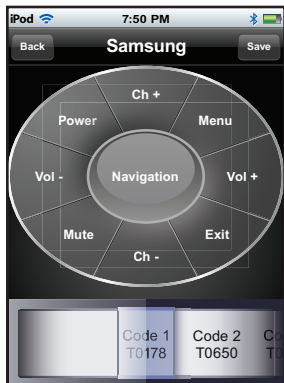 iPod 7:50 PM
Back Samsung Save
Ch +
Power Menu
Vol - Navigation Vol +
Mute Exit
Ch -
Code 1 Code 2
T0178 T0650